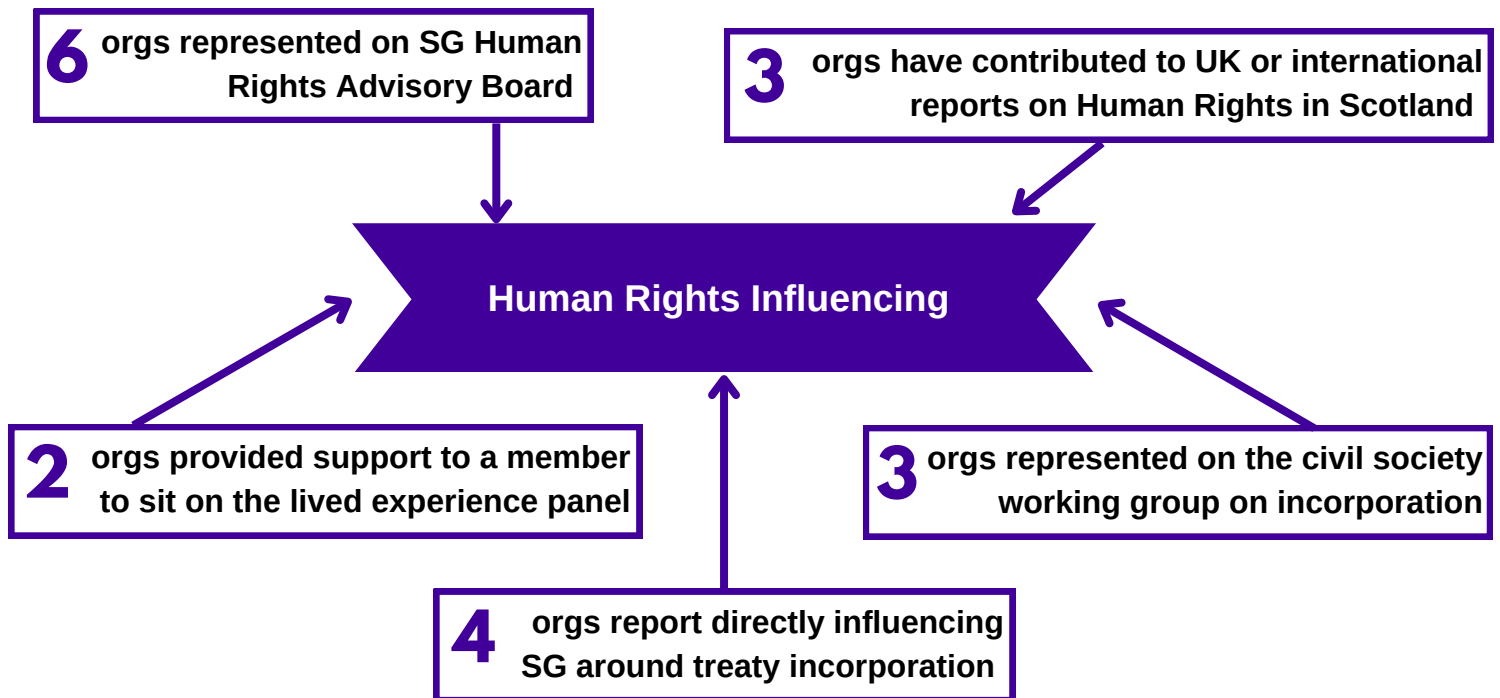 6 orgs represented on SG Human
Rights Advisory Board
3 orgs have contributed to UK or international
reports on Human Rights in Scotland
Human Rights Influencing
2 orgs provided support to a member
to sit on the lived experience panel
3 orgs represented on the civil society
working group on incorporation
4 orgs report directly influencing
SG around treaty incorporation